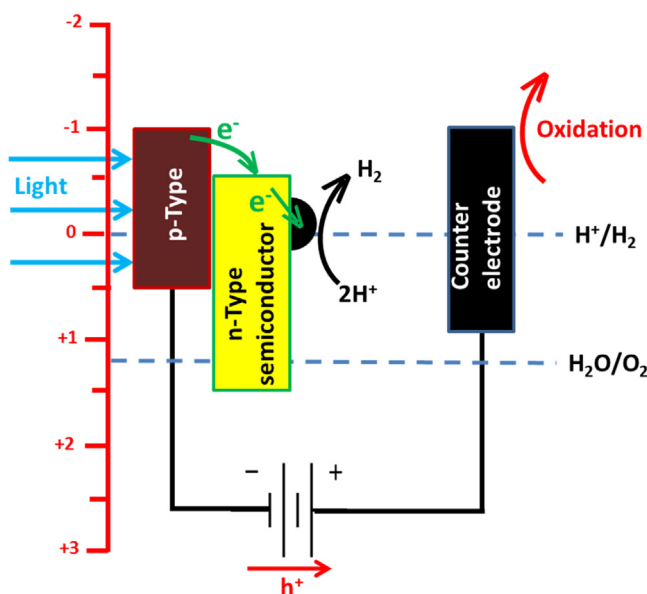 -2
-1
0
+1
+2
+3
Light
p-Type
e⁻
n-Type
semiconductor
e⁻
H₂
2H⁺
Counter
electrode
Oxidation
H⁺/H₂
H₂O/O₂
−
+
h⁺